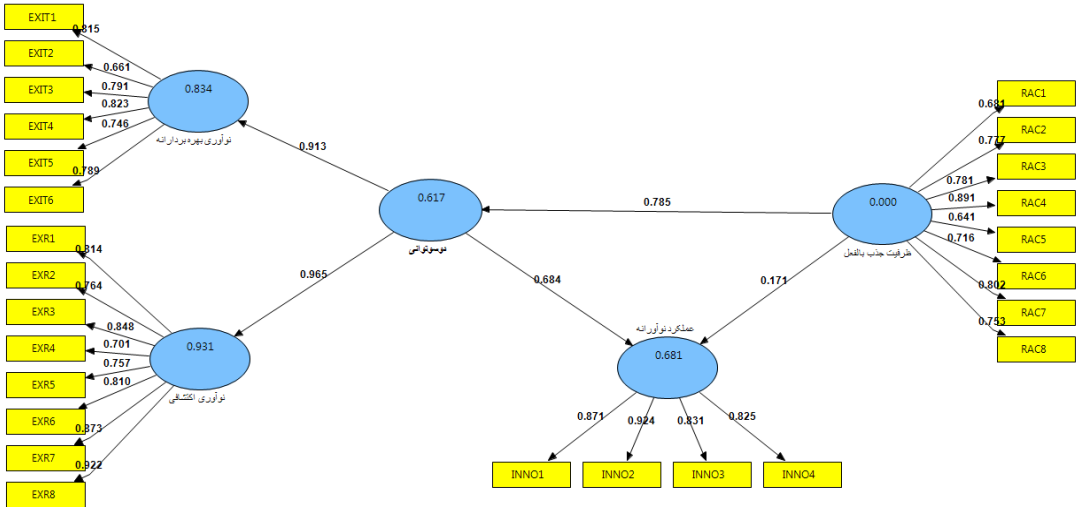 EXIT1
0.815
EXIT2
0.661
EXIT3
0.791
EXIT4
0.823
EXIT5
0.746
EXIT6
0.789
0.834
نوآوری بهره بردارانه
0.913
EXR1
0.814
EXR2
0.764
EXR3
0.848
EXR4
0.701
EXR5
0.757
EXR6
0.810
EXR7
0.873
EXR8
0.922
0.931
نوآوری اکتشافی
0.965
0.617
دوسوتوانی
0.785
0.684
0.171
عملکرد نوآورانه
0.681
0.871
0.924
0.831
0.825
INNO1
INNO2
INNO3
INNO4
0.000
ظرفیت جذب بالفعل
0.681
RAC1
0.777
RAC2
0.781
RAC3
0.891
RAC4
0.641
RAC5
0.716
RAC6
0.802
RAC7
0.753
RAC8